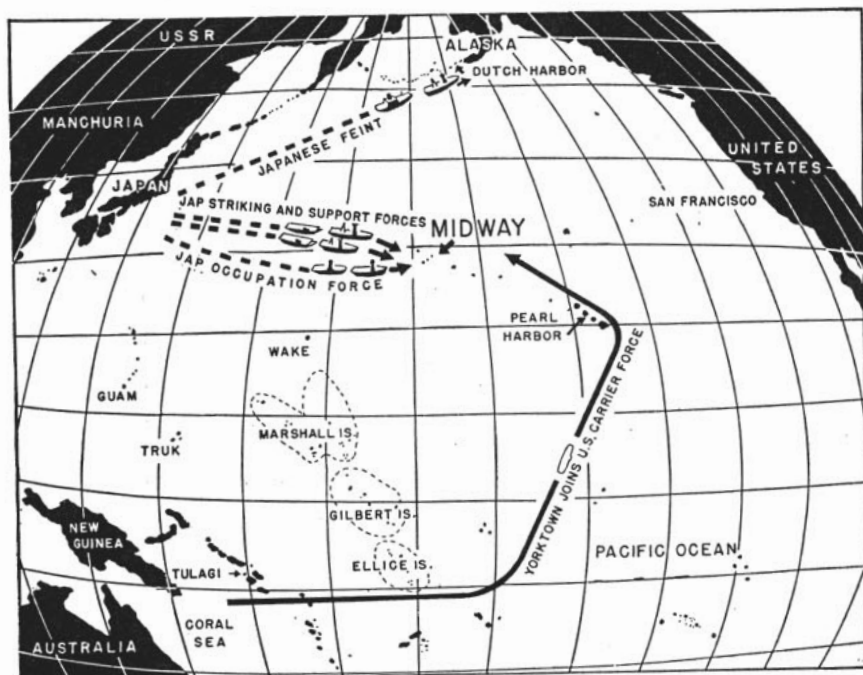 USSR
ALASKA
DUTCH HARBOR
MANCHURIA
JAPANESE FEINT
UNITED
STATES
JAPAN
SAN FRANCISCO
JAP STRIKING AND SUPPORT FORCES
MIDWAY
JAP OCCUPATION FORCE
PEARL
HARBOR
WAKE
GUAM
MARSHALL IS.
TRUK
YORKTOWN JOINS U.S. CARRIER FORCE
GILBERT IS.
NEW
GUINEA
PACIFIC OCEAN
ELLICE IS.
TULAGI
CORAL
SEA
AUSTRALIA